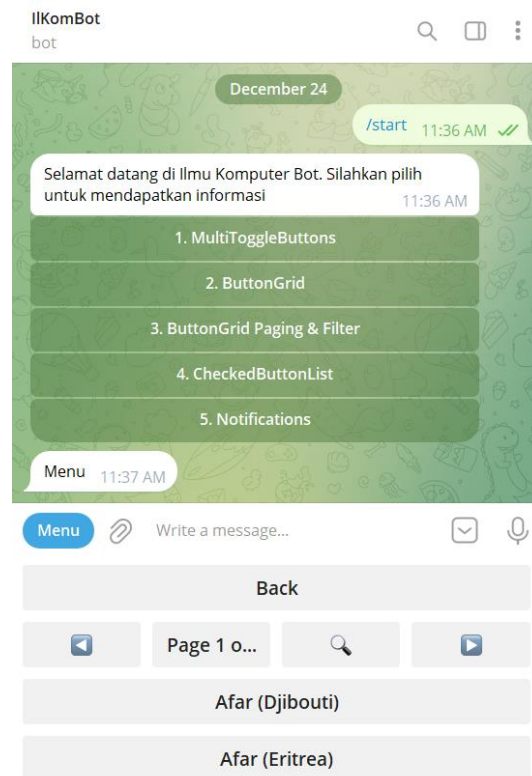 IlKomBot
bot
December 24
/start 11:36 AM
Selamat datang di Ilmu Komputer Bot. Silahkan pilih
untuk mendapatkan informasi 11:36 AM
1. MultiToggleButtons
2. ButtonGrid
3. ButtonGrid Paging & Filter
4. CheckedButtonList
5. Notifications
Menu 11:37 AM
Menu Write a message...
Back
Page 1 o...
Afar (Djibouti)
Afar (Eritrea)